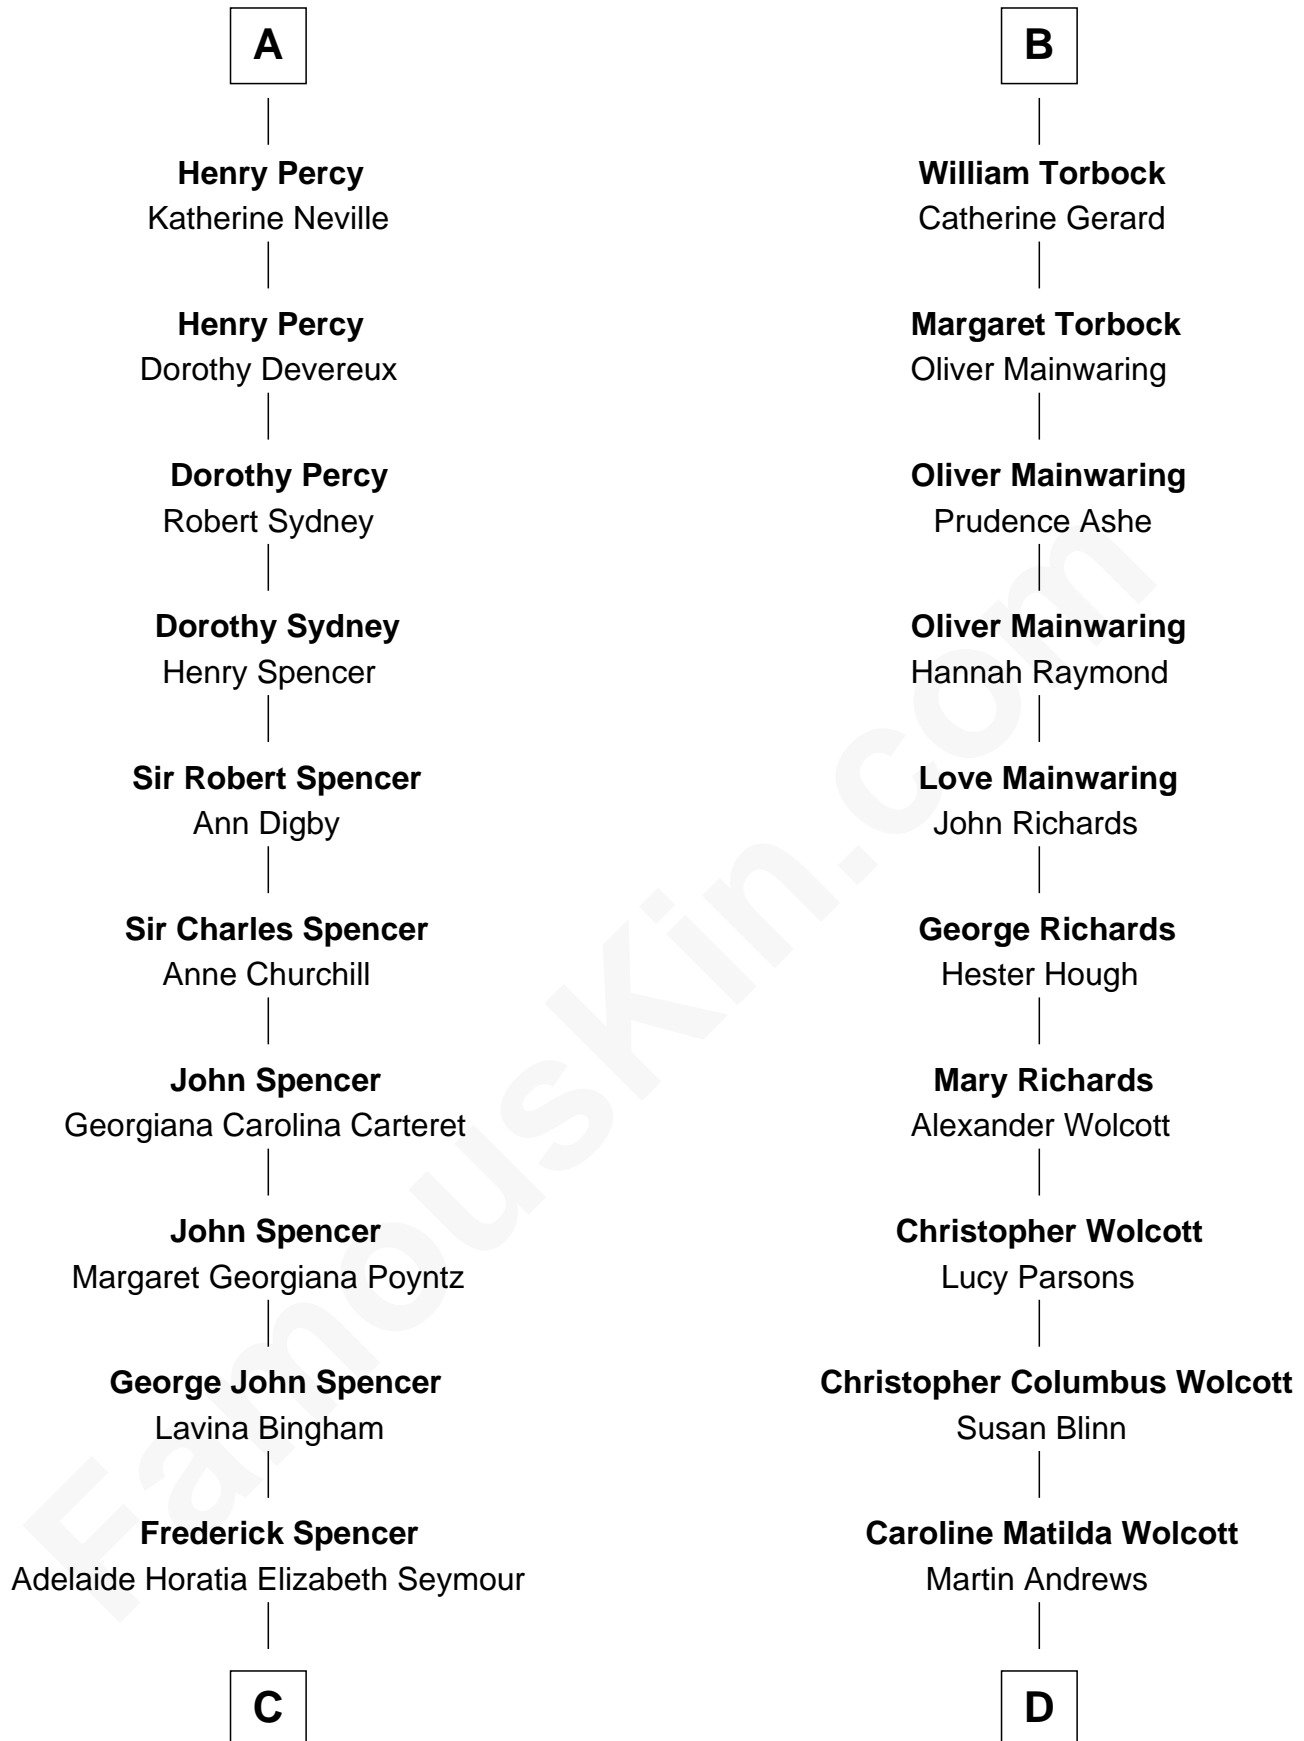 A
Henry Percy
Katherine Neville
Henry Percy
Dorothy Devereux
Dorothy Percy
Robert Sydney
Dorothy Sydney
Henry Spencer
Sir Robert Spencer
Ann Digby
Sir Charles Spencer
Anne Churchill
John Spencer
Georgiana Carolina Carteret
John Spencer
Margaret Georgiana Poyntz
George John Spencer
Lavina Bingham
Frederick Spencer
Adelaide Horatia Elizabeth Seymour
C
B
William Torbock
Catherine Gerard
Margaret Torbock
Oliver Mainwaring
Oliver Mainwaring
Prudence Ashe
Oliver Mainwaring
Hannah Raymond
Love Mainwaring
John Richards
George Richards
Hester Hough
Mary Richards
Alexander Wolcott
Christopher Wolcott
Lucy Parsons
Christopher Columbus Wolcott
Susan Blinn
Caroline Matilda Wolcott
Martin Andrews
D
FamousKin.com